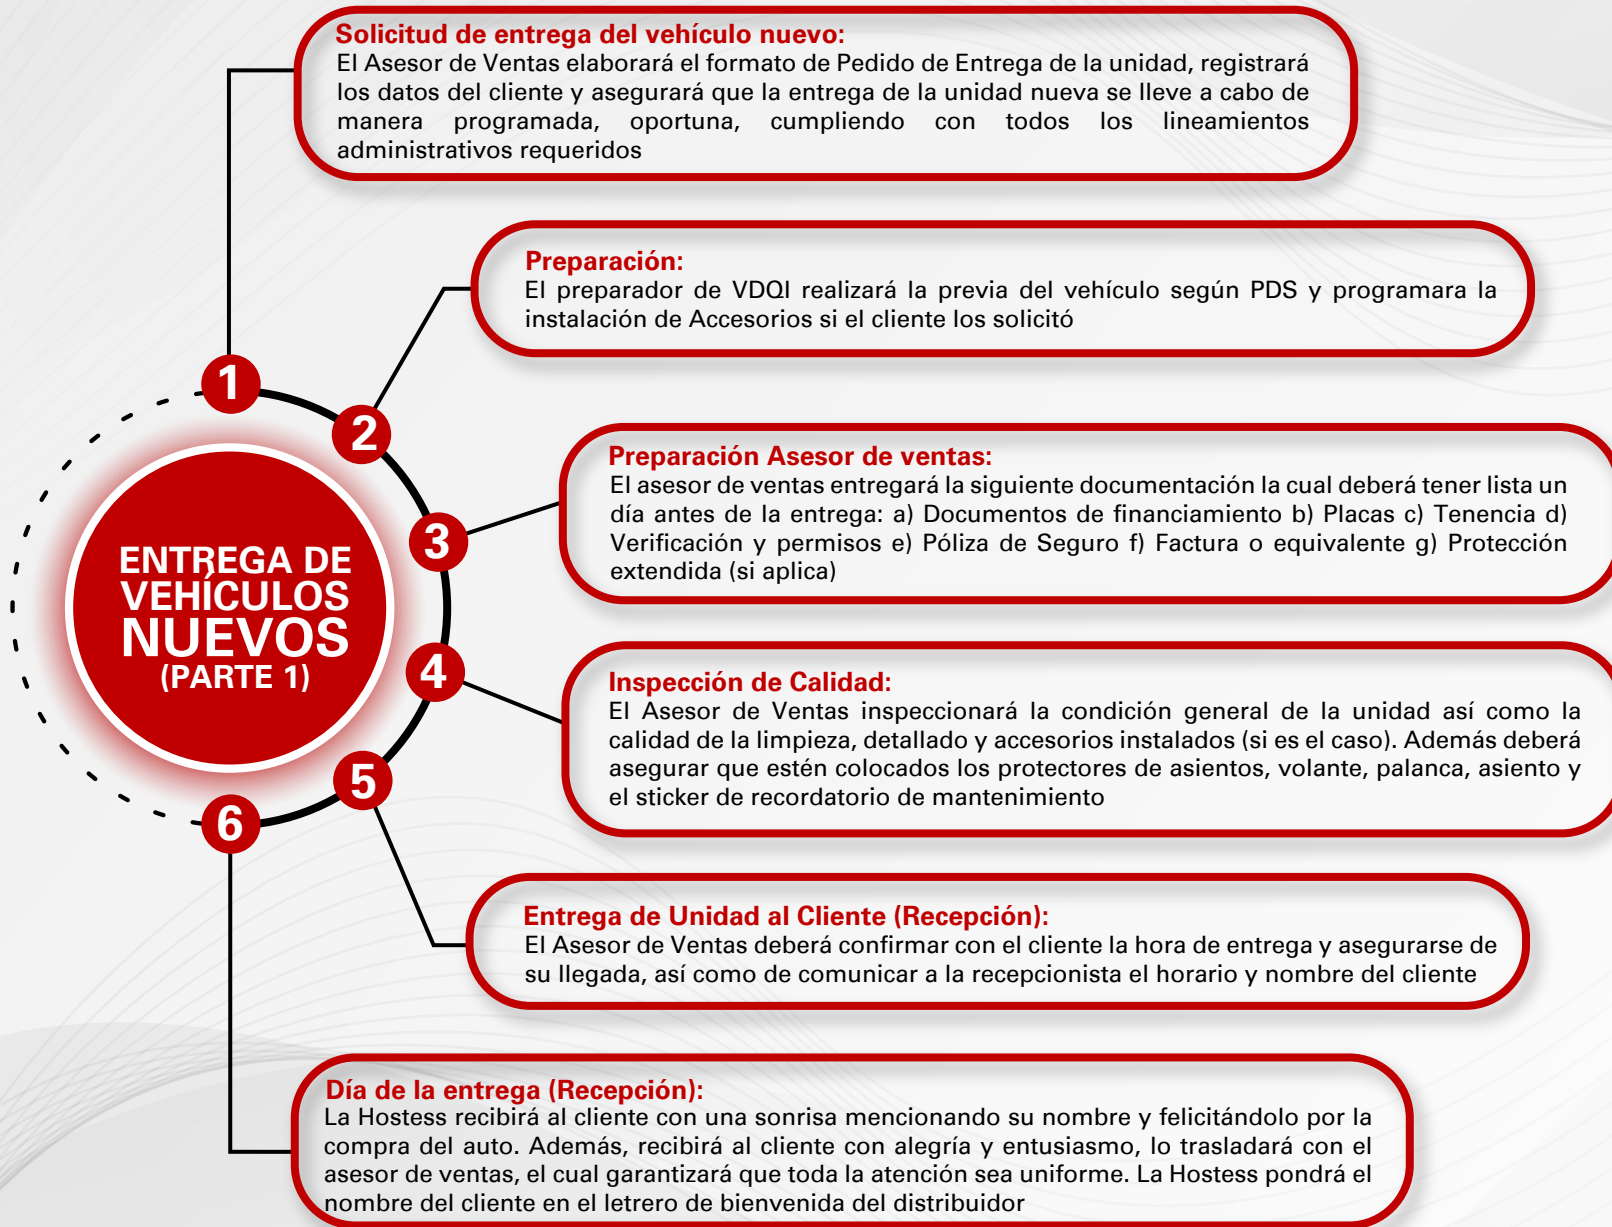 Solicitud de entrega del vehículo nuevo:
El Asesor de Ventas elaborará el formato de Pedido de Entrega de la unidad, registrará
los datos del cliente y asegurará que la entrega de la unidad nueva se lleve a cabo de
manera programada, oportuna, cumpliendo con todos los lineamientos
administrativos requeridos
Preparación:
El preparador de VDQI realizará la previa del vehículo según PDS y programara la
instalación de Accesorios si el cliente los solicitó
Preparación Asesor de ventas:
El asesor de ventas entregará la siguiente documentación la cual deberá tener lista un
día antes de la entrega: a) Documentos de financiamiento b) Placas c) Tenencia d)
Verificación y permisos e) Póliza de Seguro f) Factura o equivalente g) Protección
extendida (si aplica)
Inspección de Calidad:
El Asesor de Ventas inspeccionará la condición general de la unidad así como la
calidad de la limpieza, detallado y accesorios instalados (si es el caso). Además deberá
asegurar que estén colocados los protectores de asientos, volante, palanca, asiento y
el sticker de recordatorio de mantenimiento
Entrega de Unidad al Cliente (Recepción):
El Asesor de Ventas deberá confirmar con el cliente la hora de entrega y asegurarse de
su llegada, así como de comunicar a la recepcionista el horario y nombre del cliente
Día de la entrega (Recepción):
La Hostess recibirá al cliente con una sonrisa mencionando su nombre y felicitándolo por la
compra del auto. Además, recibirá al cliente con alegría y entusiasmo, lo trasladará con el
asesor de ventas, el cual garantizará que toda la atención sea uniforme. La Hostess pondrá el
nombre del cliente en el letrero de bienvenida del distribuidor
1
2
3
4
5
6
ENTREGA DE
VEHÍCULOS
NUEVOS
(PARTE 1)